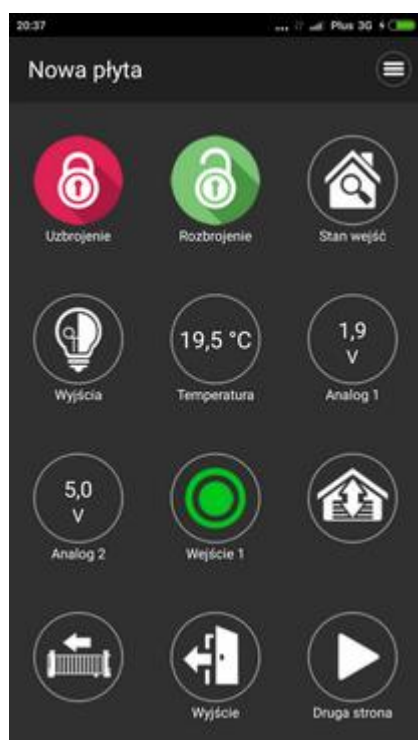 20:37
... Plus 3G
Nowa płyta
Uzbrojenie
Rozbrojenie
Stan wejść
Wyjścia
19,5 °C
Temperatura
1,9
V
Analog 1
5,0
V
Analog 2
Wejście 1
Wyjście
Druga strona